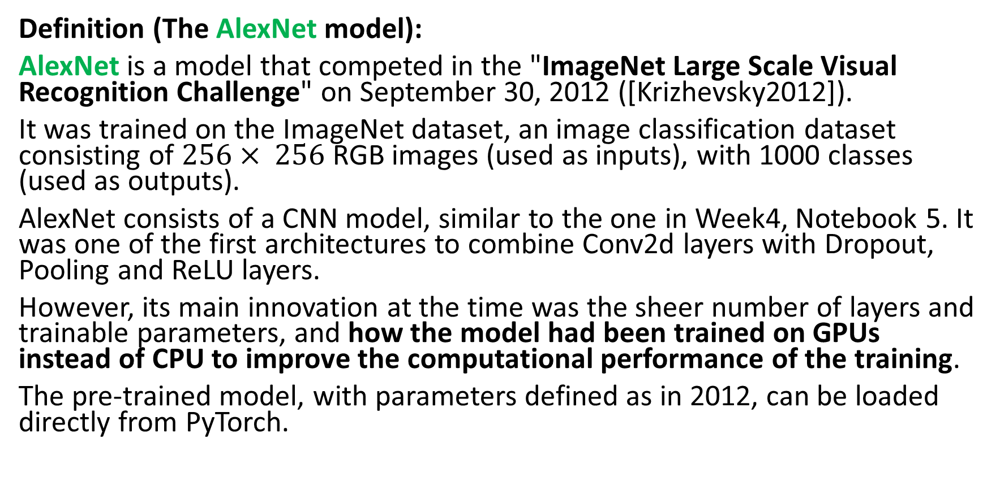 Definition (The AlexNet model):
AlexNet is a model that competed in the "ImageNet Large Scale Visual
Recognition Challenge" on September 30, 2012 ([Krizhevsky2012]).
It was trained on the ImageNet dataset, an image classification dataset
consisting of 256 × 256 RGB images (used as inputs), with 1000 classes
(used as outputs).
AlexNet consists of a CNN model, similar to the one in Week4, Notebook 5. It
was one of the first architectures to combine Conv2d layers with Dropout,
Pooling and ReLU layers.
However, its main innovation at the time was the sheer number of layers and
trainable parameters, and how the model had been trained on GPUs
instead of CPU to improve the computational performance of the training.
The pre-trained model, with parameters defined as in 2012, can be loaded
directly from PyTorch.